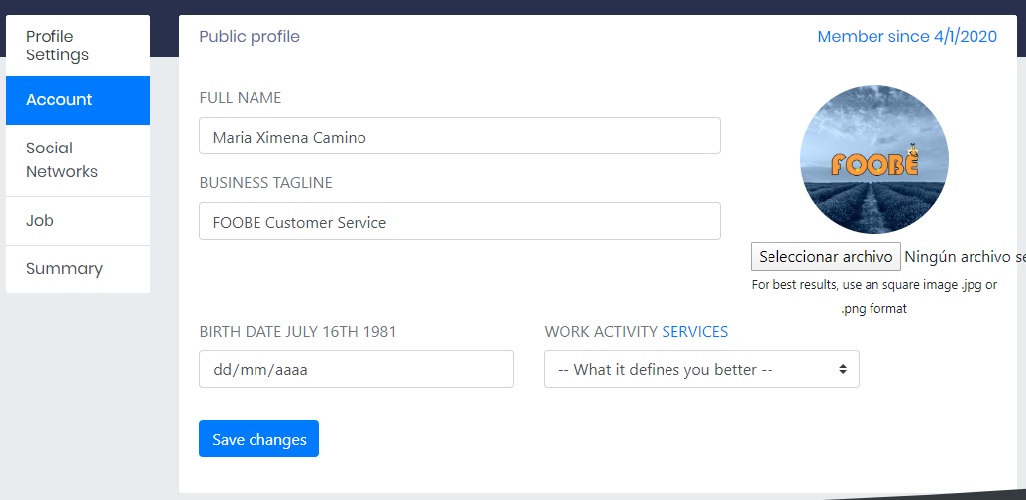 Profile
Settings
Account
Social
Networks
Job
Summary
Public profile
Member since 4/1/2020
FULL NAME
Maria Ximena Camino
BUSINESS TAGLINE
FOOBE Customer Service
FOOBE
Seleccionar archivo Ningún archivo se
For best results, use an square image .jpg or
.png format
BIRTH DATE JULY 16TH 1981
dd/mm/aaaa
WORK ACTIVITY SERVICES
-- What it defines you better --
Save changes